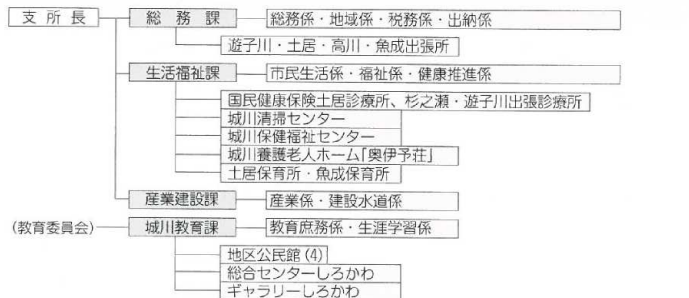 支所長 総務課 総務係・地域係・税務係・出納係
遊子川・土居・高川・魚成出張所
生活福祉課 市民生活係・福祉係・健康推進係
国民健康保険土居診療所、杉之瀬・遊子川出張診療所
城川清掃センター
城川保健福祉センター
城川養護老人ホーム「奥伊予荘」
土居保育所・魚成保育所
産業建設課 産業係・建設水道係
(教育委員会) 城川教育課 教育庶務係・生涯学習係
地区公民館(4)
総合センターしろかわ
ギャラリーしろかわ